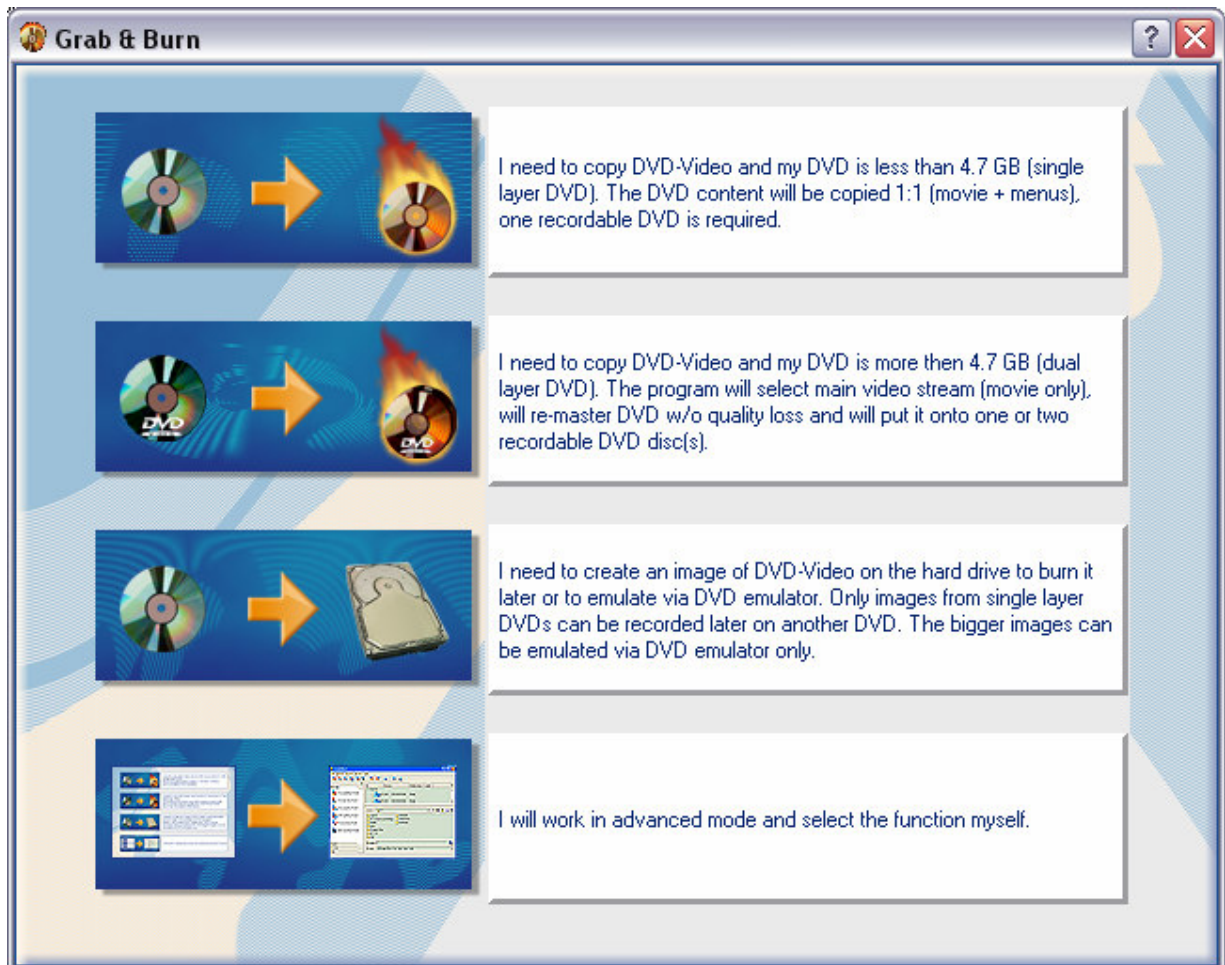 Grab & Burn
I need to copy DVD-Video and my DVD is less than 4.7 GB (single
layer DVD). The DVD content will be copied 1:1 (movie + menus),
one recordable DVD is required.
DVD
DVD
I need to copy DVD-Video and my DVD is more then 4.7 GB (dual
layer DVD). The program will select main video stream (movie only),
will re-master DVD w/o quality loss and will put it onto one or two
recordable DVD disc(s).
I need to create an image of DVD-Video on the hard drive to burn it
later or to emulate via DVD emulator. Only images from single layer
DVDs can be recorded later on another DVD. The bigger images can
be emulated via DVD emulator only.
I will work in advanced mode and select the function myself.